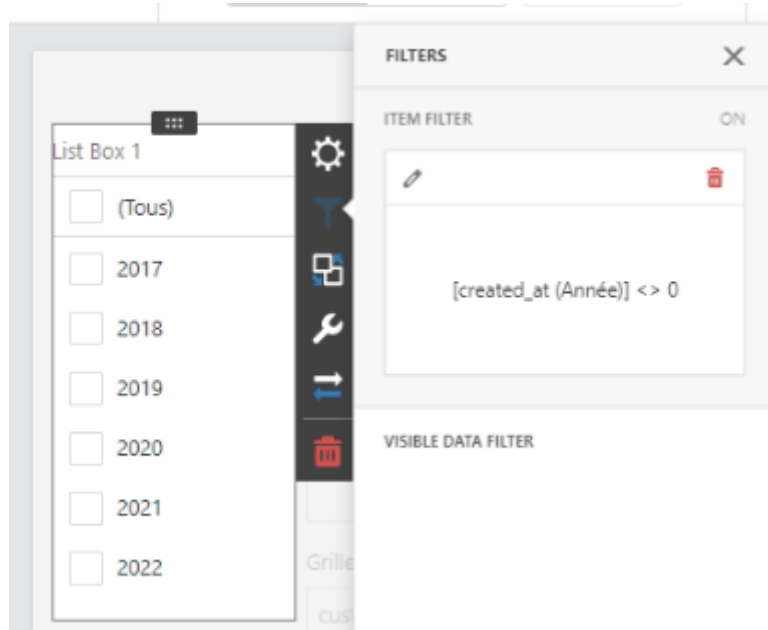 FILTERS
ITEM FILTER
ON
[created_at (Année)] <> 0
VISIBLE DATA FILTER
List Box 1
(Tous)
2017
2018
2019
2020
2021
2022
Grille
cust